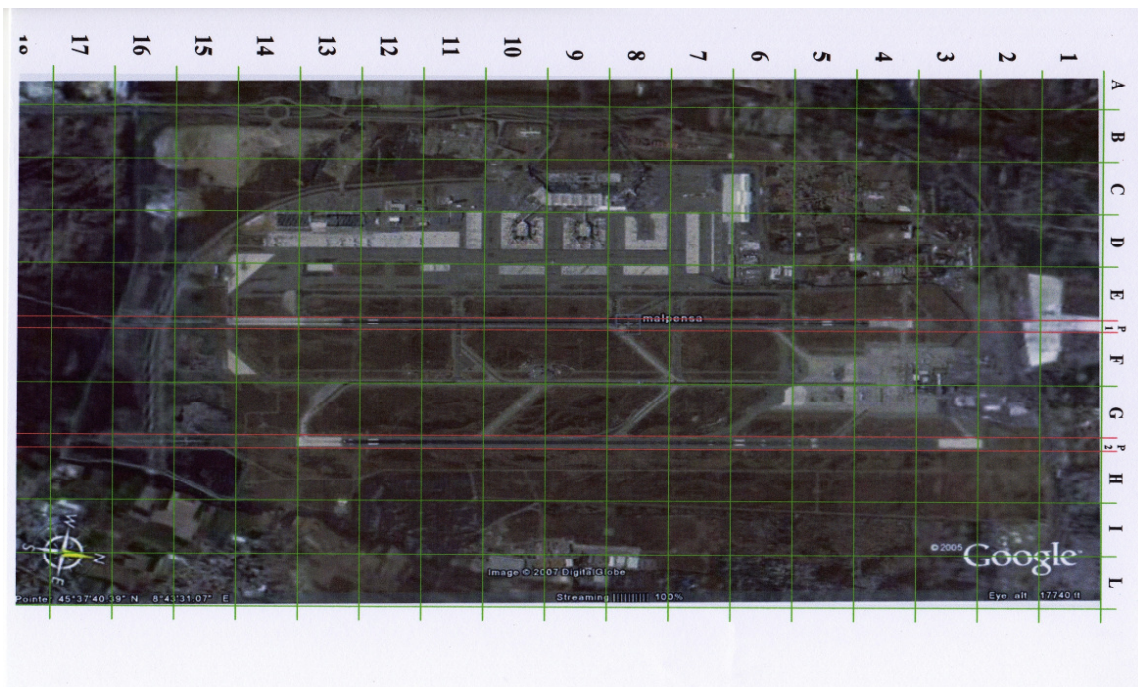 18 17 16 15 14 13 12 11 10 9 8 7 6 5 4 3 2 1
A
B
C
D
E
malpensa
P 1
F
G
P 2
H
I
W
N
S
E
©2005 Google
L
Image © 2007 DigitalGlobe
Pointer 45°37'40.39" N 8°43'31.07" E
Streaming |||||||||| 100%
Eye alt 17740 ft